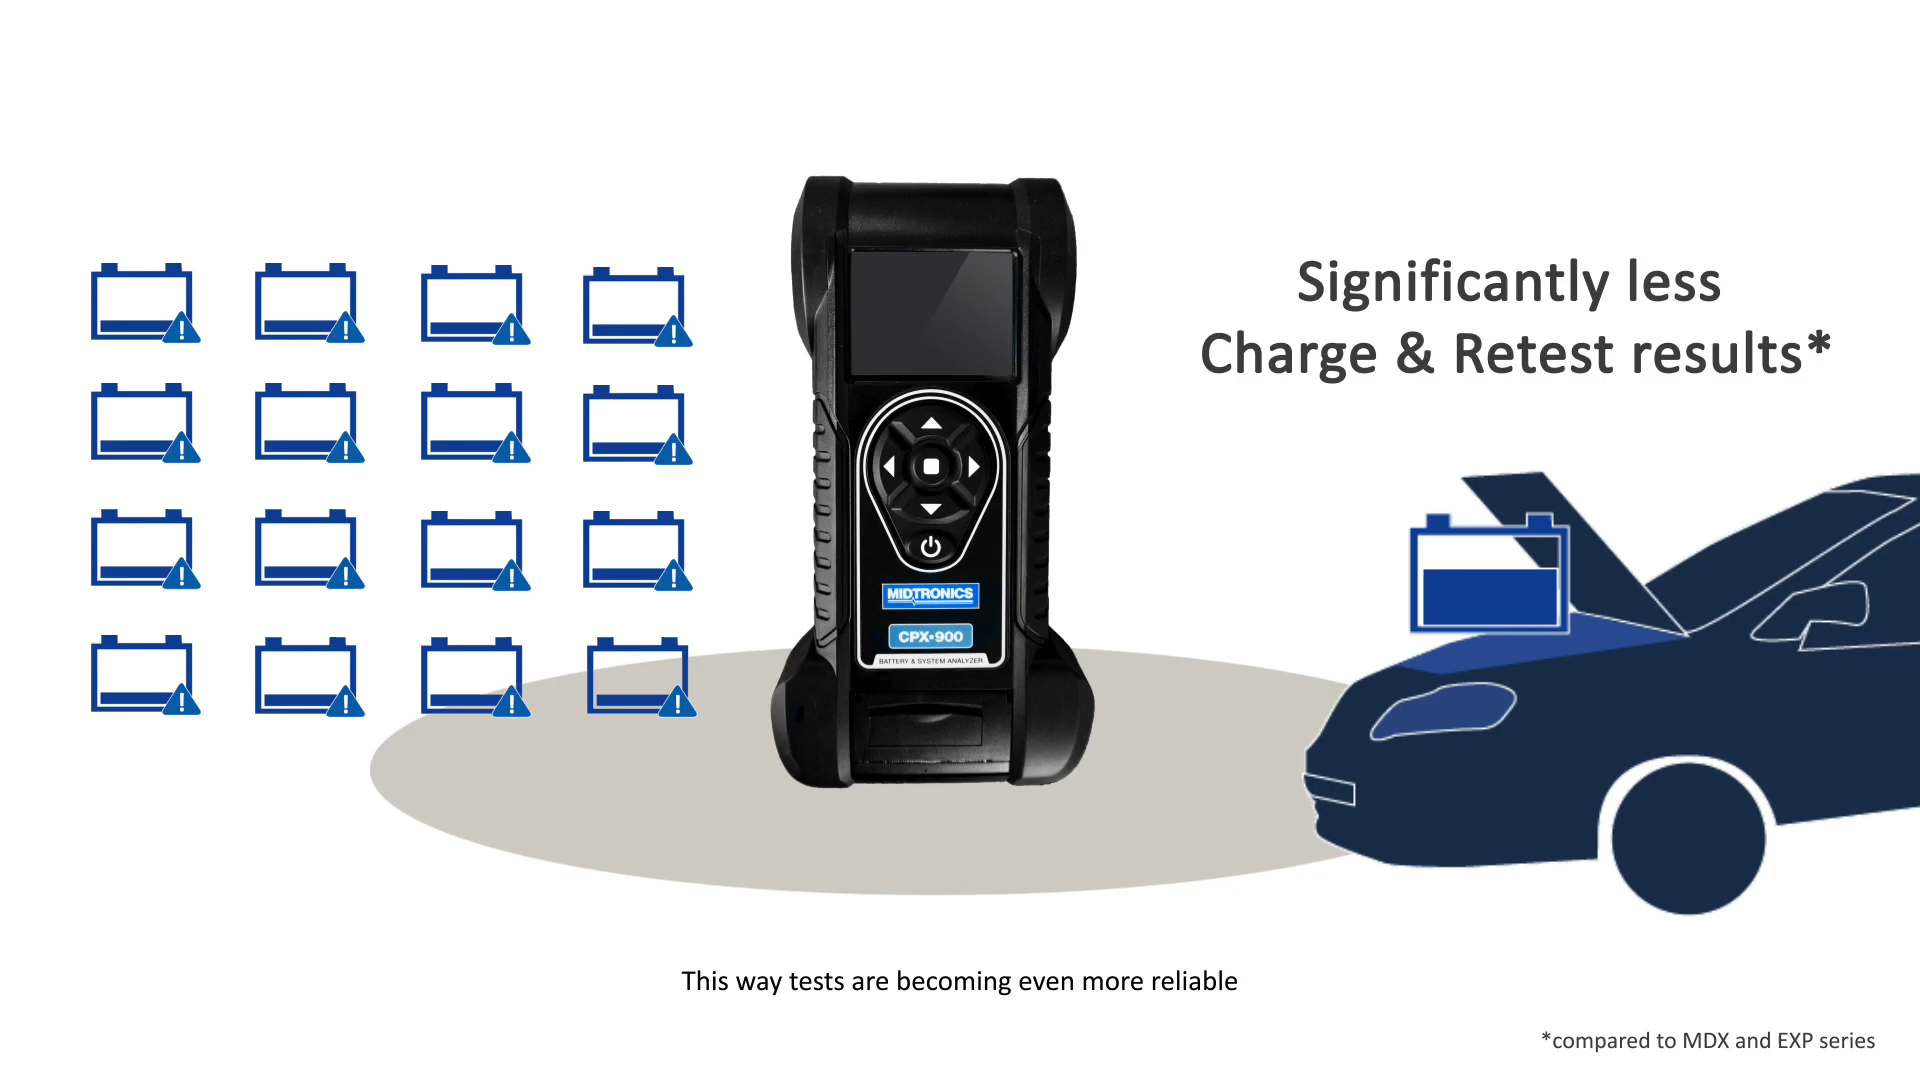 Significantly less
Charge & Retest results*
MIDTRONICS
CPX-900
BATTERY & SYSTEM ANALYZER
This way tests are becoming even more reliable
*compared to MDX and EXP series